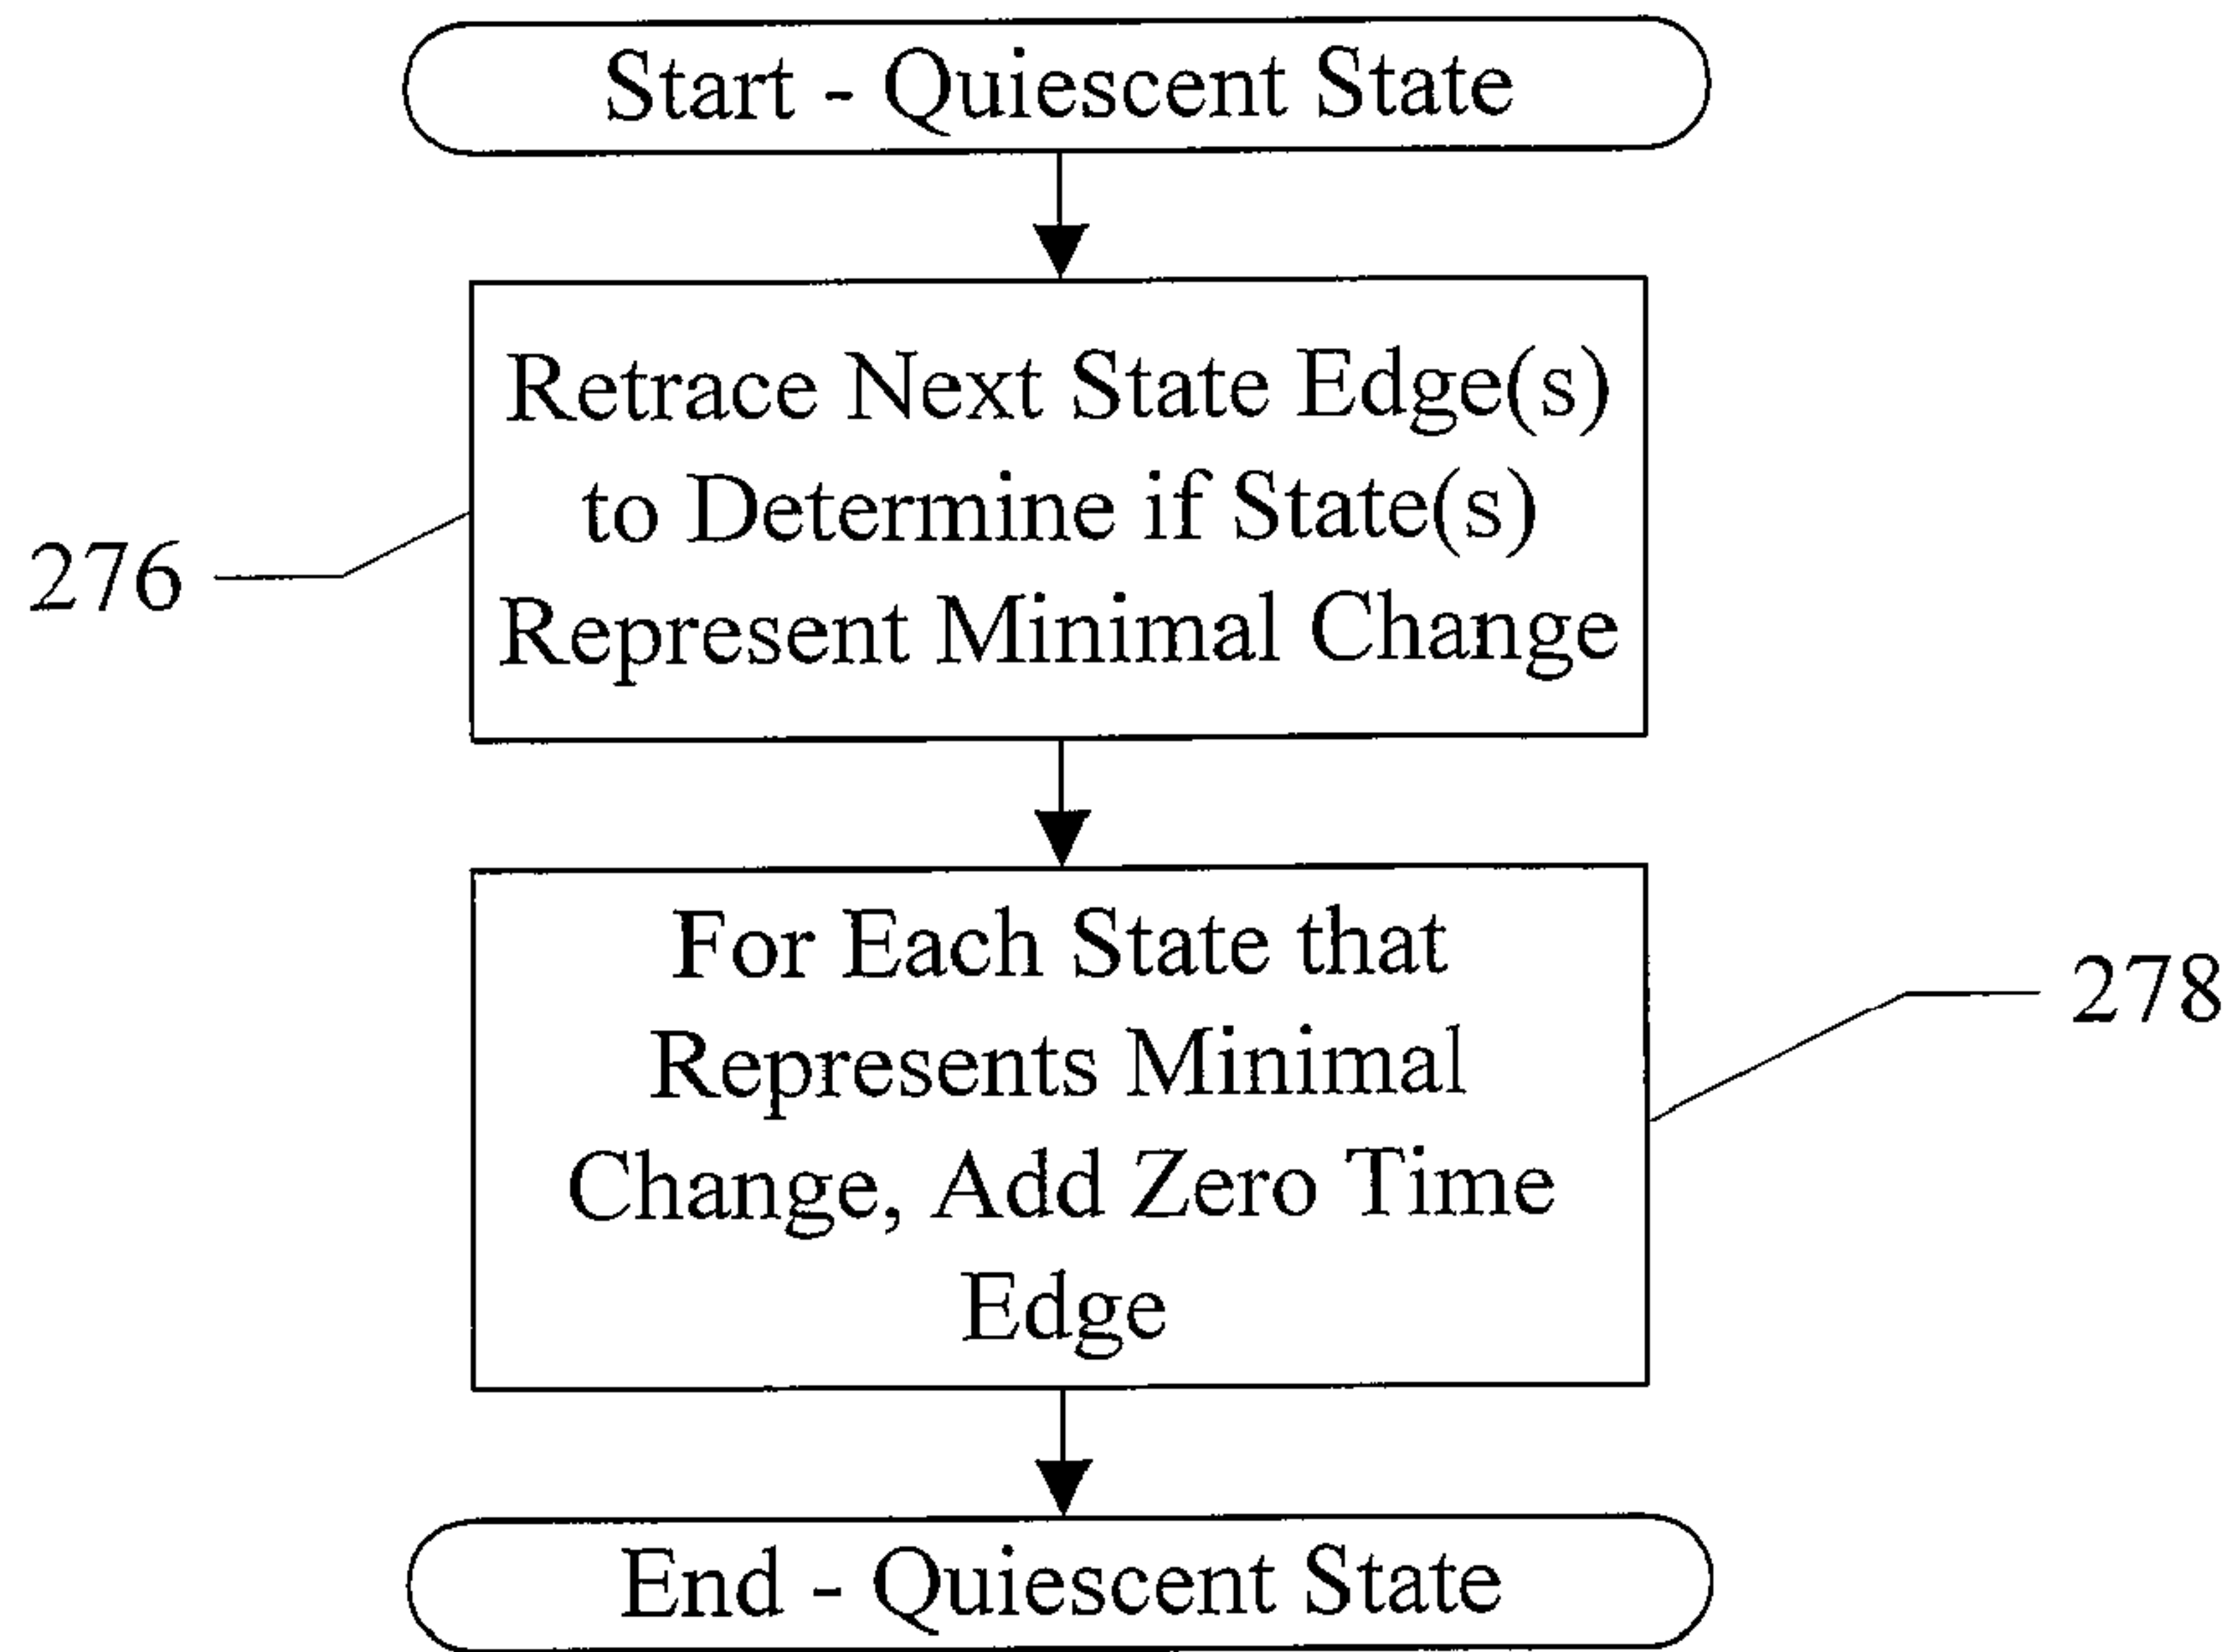 Start - Quiescent State
Retrace Next State Edge(s)
to Determine if State(s)
Represent Minimal Change
276
For Each State that
Represents Minimal
Change, Add Zero Time
Edge
278
End - Quiescent State